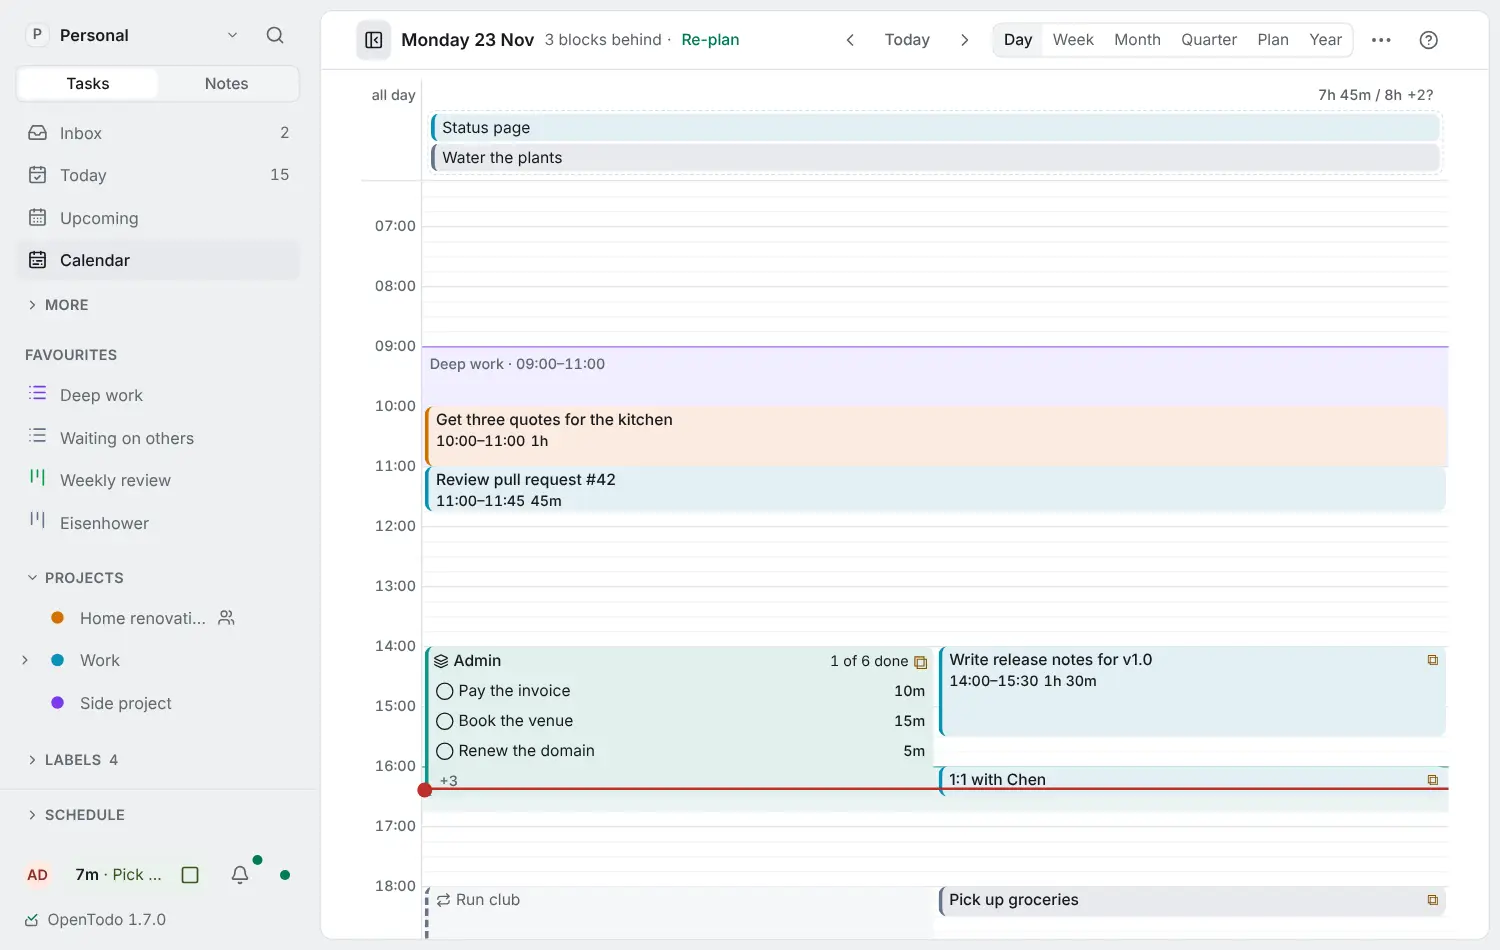 P Personal
Tasks Notes
Inbox 2
Today 15
Upcoming
Calendar
MORE
FAVOURITES
Deep work
Waiting on others
Weekly review
Eisenhower
PROJECTS
Home renovati...
Work
Side project
LABELS 4
SCHEDULE
AD 7m · Pick ...
OpenTodo 1.7.0
Monday 23 Nov 3 blocks behind · Re-plan
Today
Day Week Month Quarter Plan Year
all day 7h 45m / 8h +2?
Status page
Water the plants
07:00
08:00
09:00
Deep work · 09:00–11:00
10:00
Get three quotes for the kitchen
10:00–11:00 1h
11:00
Review pull request #42
11:00–11:45 45m
12:00
13:00
14:00
Admin 1 of 6 done
Pay the invoice 10m
Book the venue 15m
Renew the domain 5m
+3
Write release notes for v1.0
14:00–15:30 1h 30m
15:00
16:00
1:1 with Chen
17:00
18:00
Run club
Pick up groceries